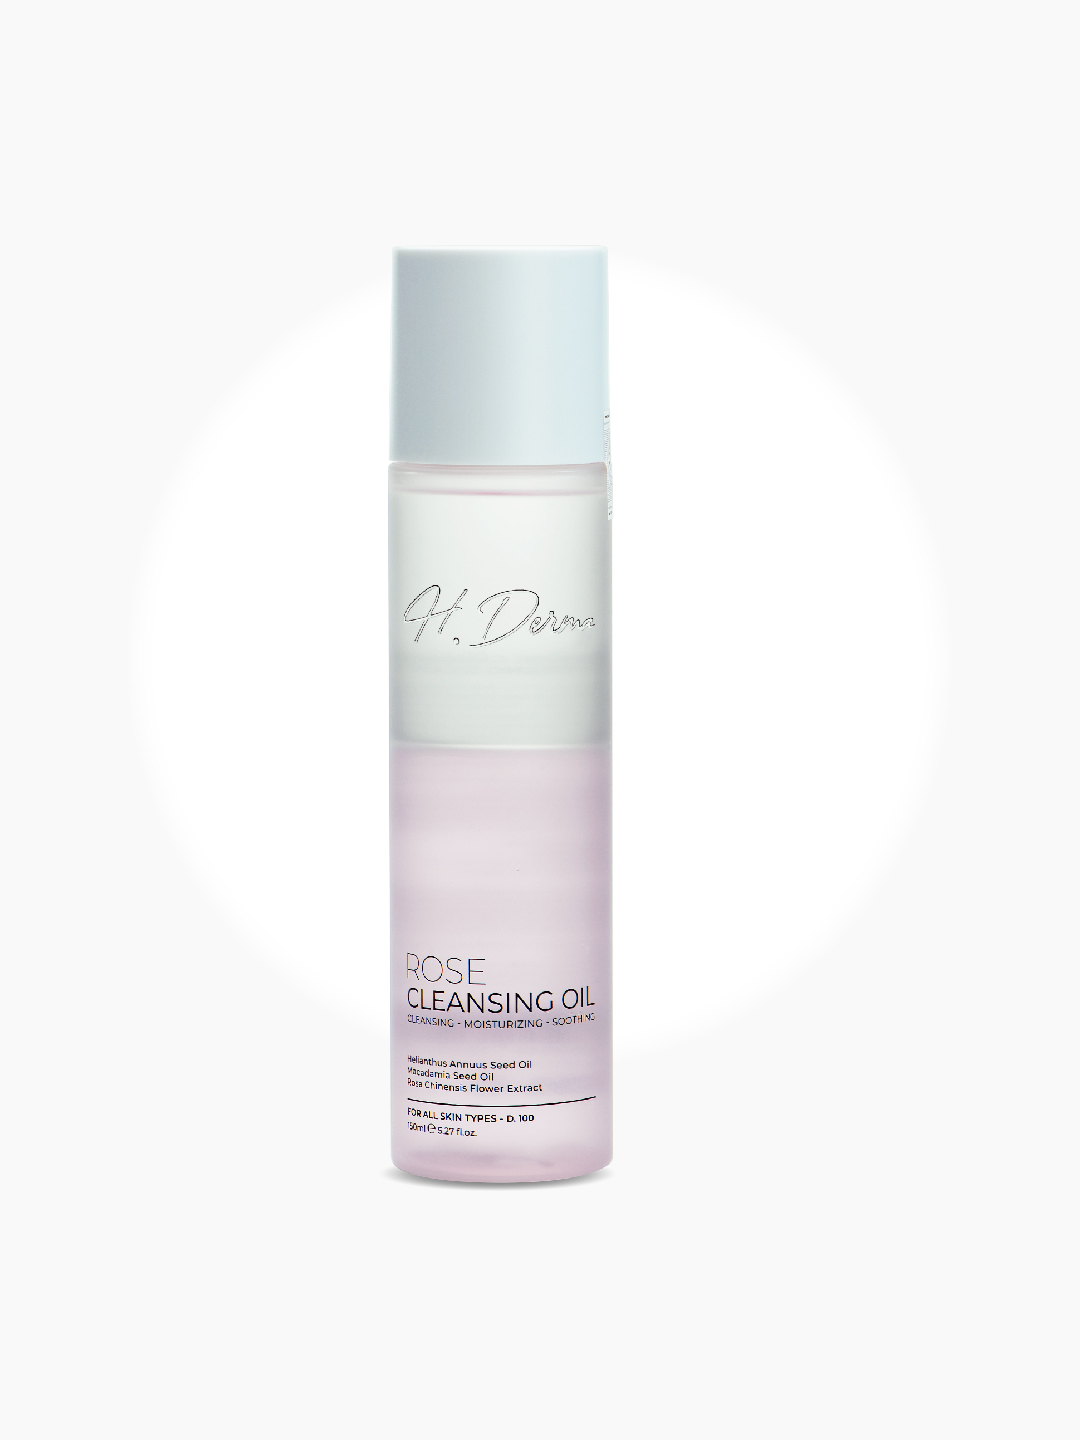 H. Derma
ROSE
CLEANSING OIL
CLEANSING - MOISTURIZING - SOOTHING
Helianthus Annuus Seed Oil
Macadamia Seed Oil
Rosa Chinensis Flower Extract
FOR ALL SKIN TYPES - D. 100
150ml ℮ 5.27 fl.oz.